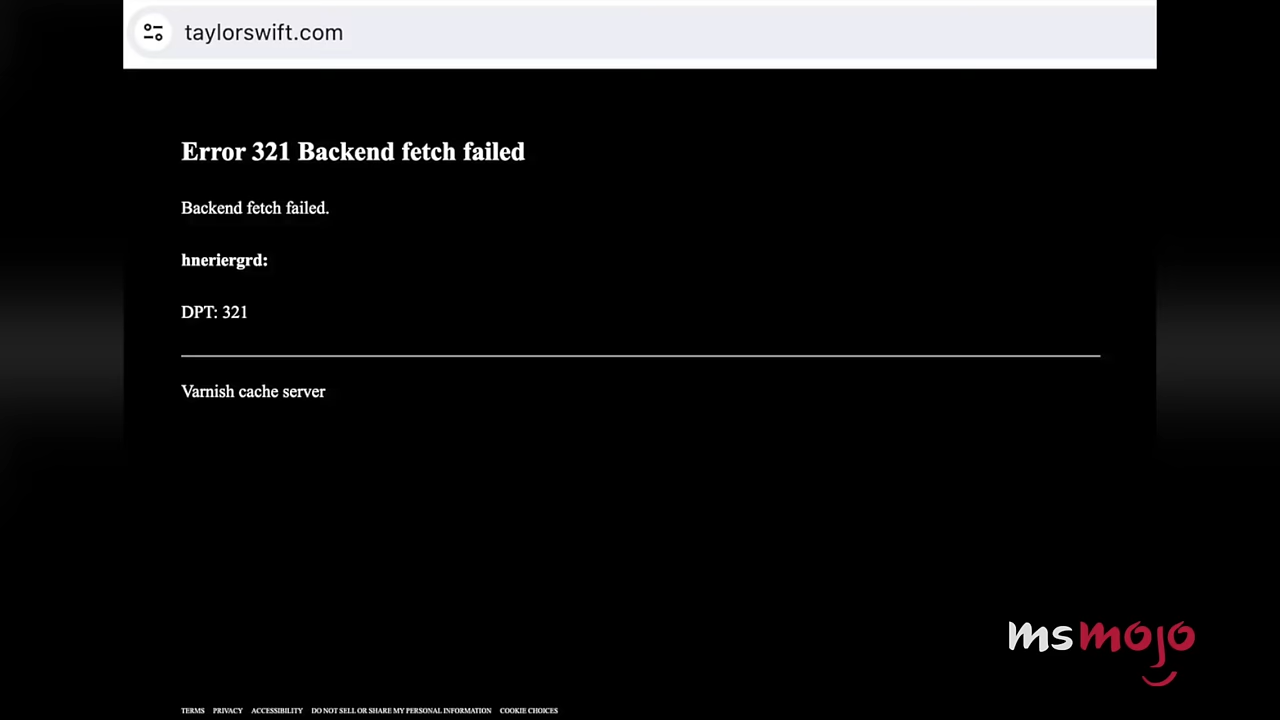 taylorswift.com
Error 321 Backend fetch failed
Backend fetch failed.
hneriergrd:
DPT: 321
Varnish cache server
msmojo
TERMS PRIVACY ACCESSIBILITY DO NOT SELL OR SHARE MY PERSONAL INFORMATION COOKIE CHOICES